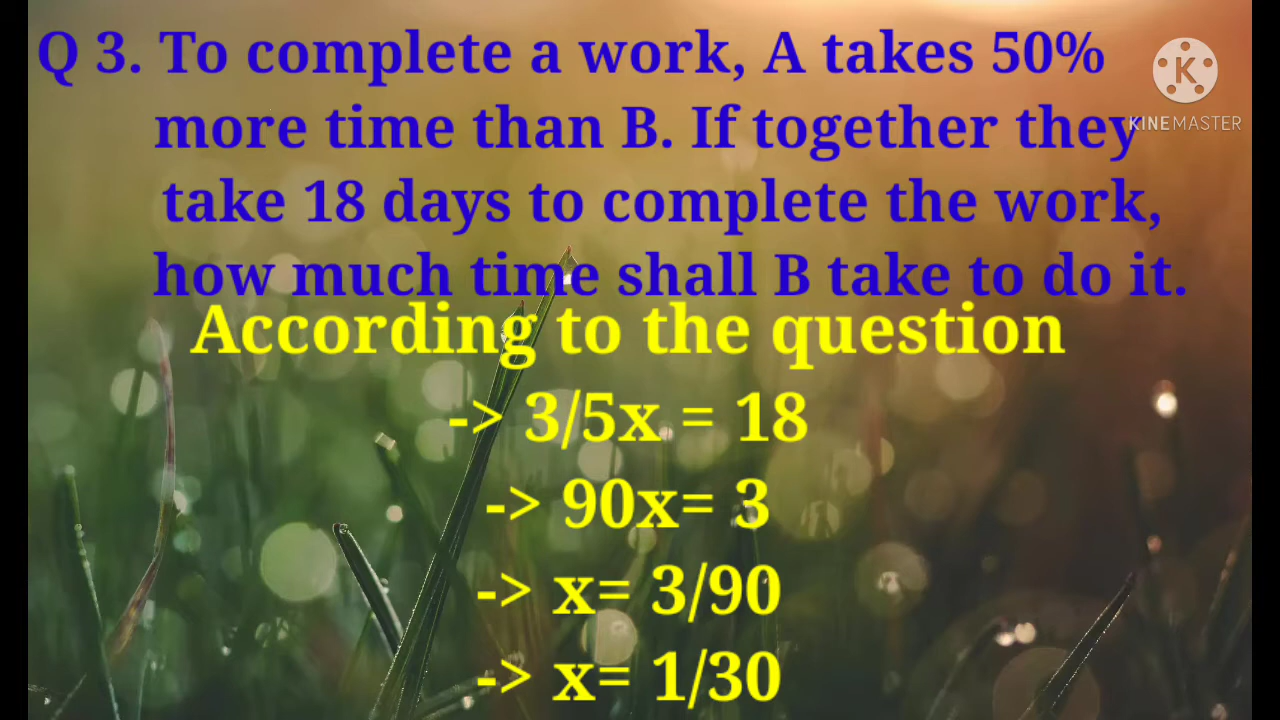 Q 3. To complete a work, A takes 50%
more time than B. If together they
take 18 days to complete the work,
how much time shall B take to do it.
According to the question
-> 3/5x = 18
-> 90x= 3
-> x= 3/90
-> x= 1/30
K
KINEMASTER